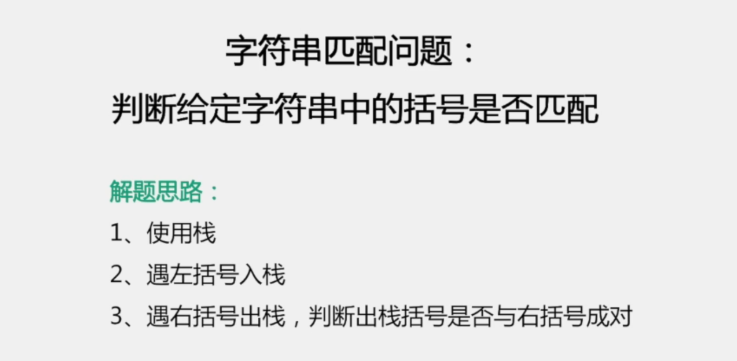 字符串匹配问题：
判断给定字符串中的括号是否匹配
解题思路：
1、使用栈
2、遇左括号入栈
3、遇右括号出栈，判断出栈括号是否与右括号成对